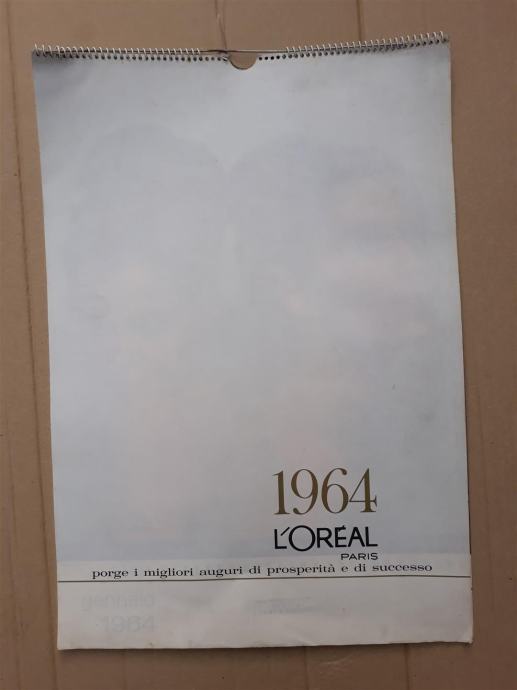 1964
L'ORÉAL
PARIS
porge i migliori auguri di prosperità e di successo
gennaio
1964